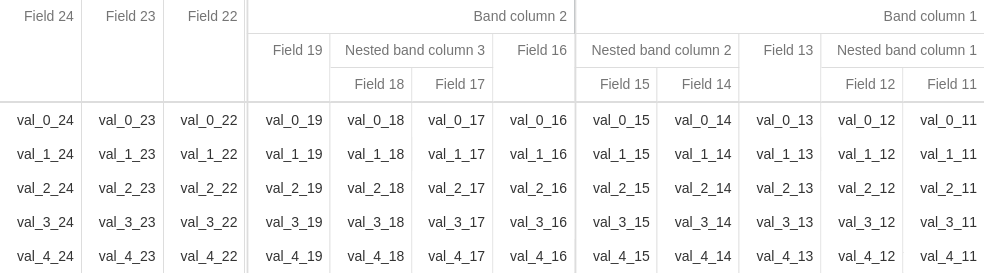 Field 24 Field 23 Field 22 Band column 2 Band column 1
Field 19 Nested band column 3 Field 16 Nested band column 2 Field 13 Nested band column 1
Field 18 Field 17 Field 15 Field 14 Field 12 Field 11
val_0_24 val_0_23 val_0_22 val_0_19 val_0_18 val_0_17 val_0_16 val_0_15 val_0_14 val_0_13 val_0_12 val_0_11
val_1_24 val_1_23 val_1_22 val_1_19 val_1_18 val_1_17 val_1_16 val_1_15 val_1_14 val_1_13 val_1_12 val_1_11
val_2_24 val_2_23 val_2_22 val_2_19 val_2_18 val_2_17 val_2_16 val_2_15 val_2_14 val_2_13 val_2_12 val_2_11
val_3_24 val_3_23 val_3_22 val_3_19 val_3_18 val_3_17 val_3_16 val_3_15 val_3_14 val_3_13 val_3_12 val_3_11
val_4_24 val_4_23 val_4_22 val_4_19 val_4_18 val_4_17 val_4_16 val_4_15 val_4_14 val_4_13 val_4_12 val_4_11